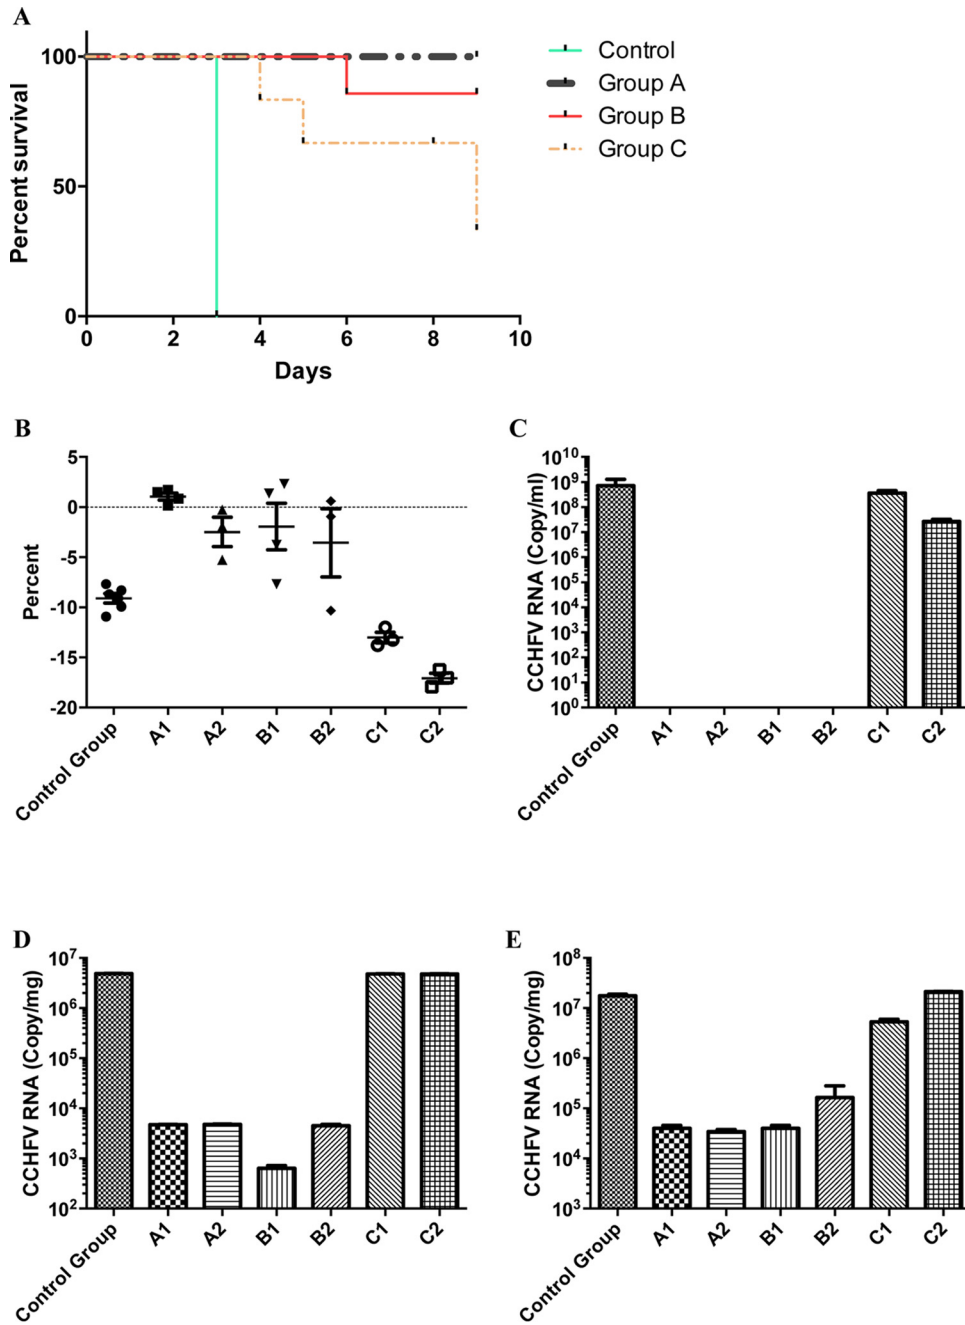 A
Percent survival
100
50
0
0 2 4 6 8 10
Days
Control
Group A
Group B
Group C
B
Percent
5
0
-5
-10
-15
-20
Control Group A1 A2 B1 B2 C1 C2
C
CCHFV RNA (Copy/ml)
10^10
10^9
10^8
10^7
10^6
10^5
10^4
10^3
10^2
10^1
10^0
Control Group A1 A2 B1 B2 C1 C2
D
CCHFV RNA (Copy/mg)
10^7
10^6
10^5
10^4
10^3
10^2
Control Group A1 A2 B1 B2 C1 C2
E
CCHFV RNA (Copy/mg)
10^8
10^7
10^6
10^5
10^4
10^3
Control Group A1 A2 B1 B2 C1 C2